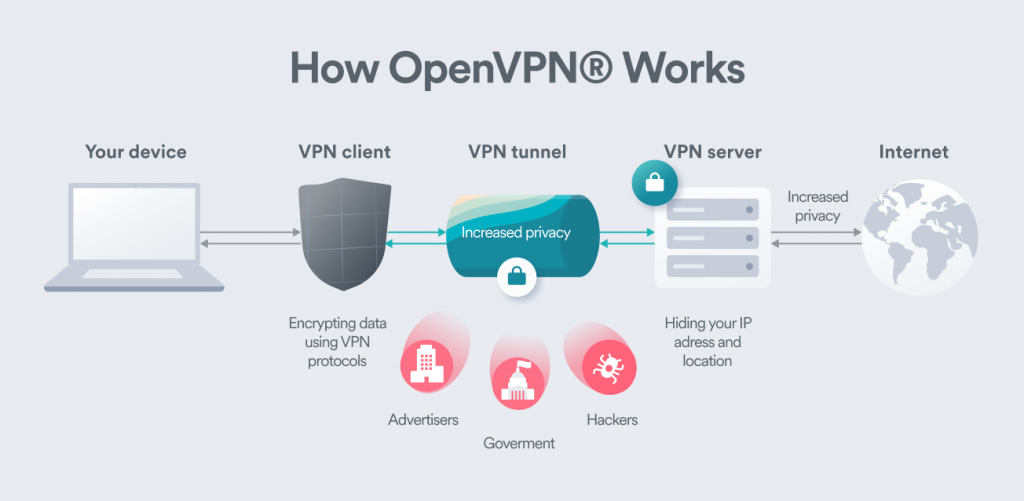 How OpenVPN® Works
Your device
VPN client
VPN tunnel
VPN server
Internet
Increased privacy
Increased
privacy
Encrypting data
using VPN
protocols
Hiding your IP
adress and
location
Advertisers
Goverment
Hackers